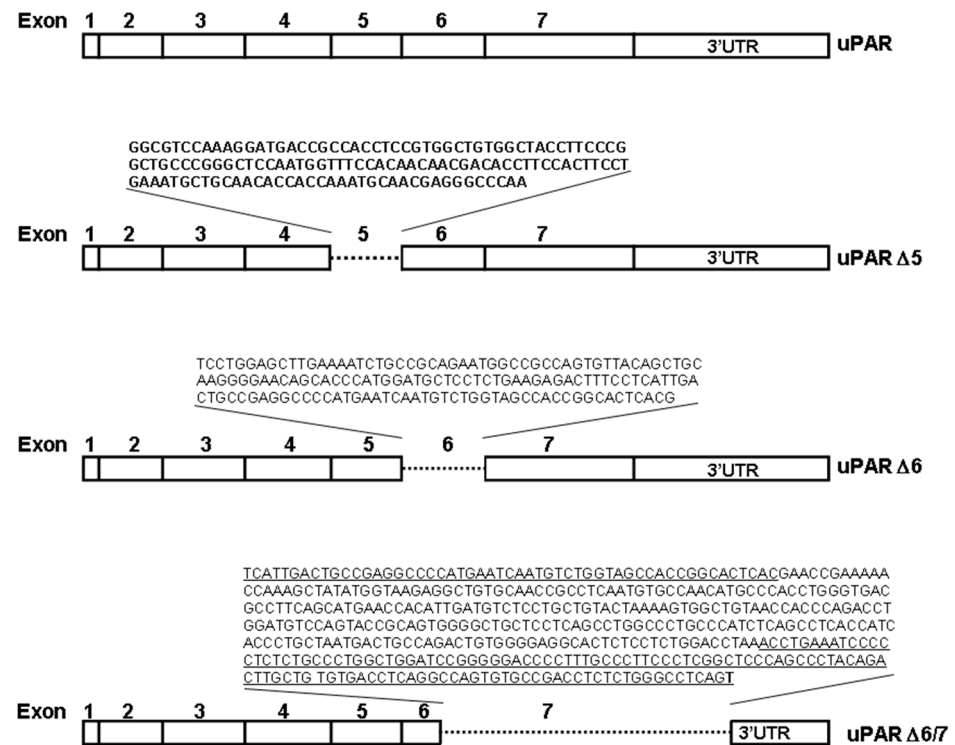 Exon 1 2 3 4 5 6 7
3'UTR uPAR
GGCGTCCAAAGGATGACCGCCACCTCCGTGGCTGTGGCTACCTTCCCG
GCTGCCCGGGCTCCAATGGTTTCCACAACAACGACACCTTCCACTTCCT
GAAATGCTGCAACACCACCAAATGCAACGAGGGCCCAA
Exon 1 2 3 4 5 6 7
3'UTR uPAR Δ5
TCCTGGAGCTTGAAAATCTGCCGCAGAATGGCCGCCAGTGTTACAGCTGC
AAGGGGAACAGCACCCATGGATGCTCCTCTGAAGAGACTTTCCTCATTGA
CTGCCGAGGCCCCATGAATCAATGTCTGGTAGCCACCGGCACTCACG
Exon 1 2 3 4 5 6 7
3'UTR uPAR Δ6
TCATTGACTGCCGAGGCCCCATGAATCAATGTCTGGTAGCCACCGGCACTCACGAACCGAAAAA
CCAAAGCTATATGGTAAGAGGCTGTGCAACCGCCTCAATGTGCCAACATGCCCACCTGGGTGAC
GCCTTCAGCATGAACCACATTGATGTCTCCTGCTGTACTAAAAGTGGCTGTAACCACCCAGACCT
GGATGTCCAGTACCGCAGTGGGGCTGCTCCTCAGCCTGGCCCTGCCCATCTCAGCCTCACCATC
ACCCTGCTAATGACTGCCAGACTGTGGGGAGGCACTCTCCTCTGGACCTAAACCTGAAATCCCC
CTCTCTGCCCTGGCTGGATCCGGGGGACCCCTTTGCCCTTCCCTCGGCTCCCAGCCCTACAGA
CTTGCTG TGTGACCTCAGGCCAGTGTGCCGACCTCTCTGGGCCTCAGT
Exon 1 2 3 4 5 6 7
3'UTR uPAR Δ6/7